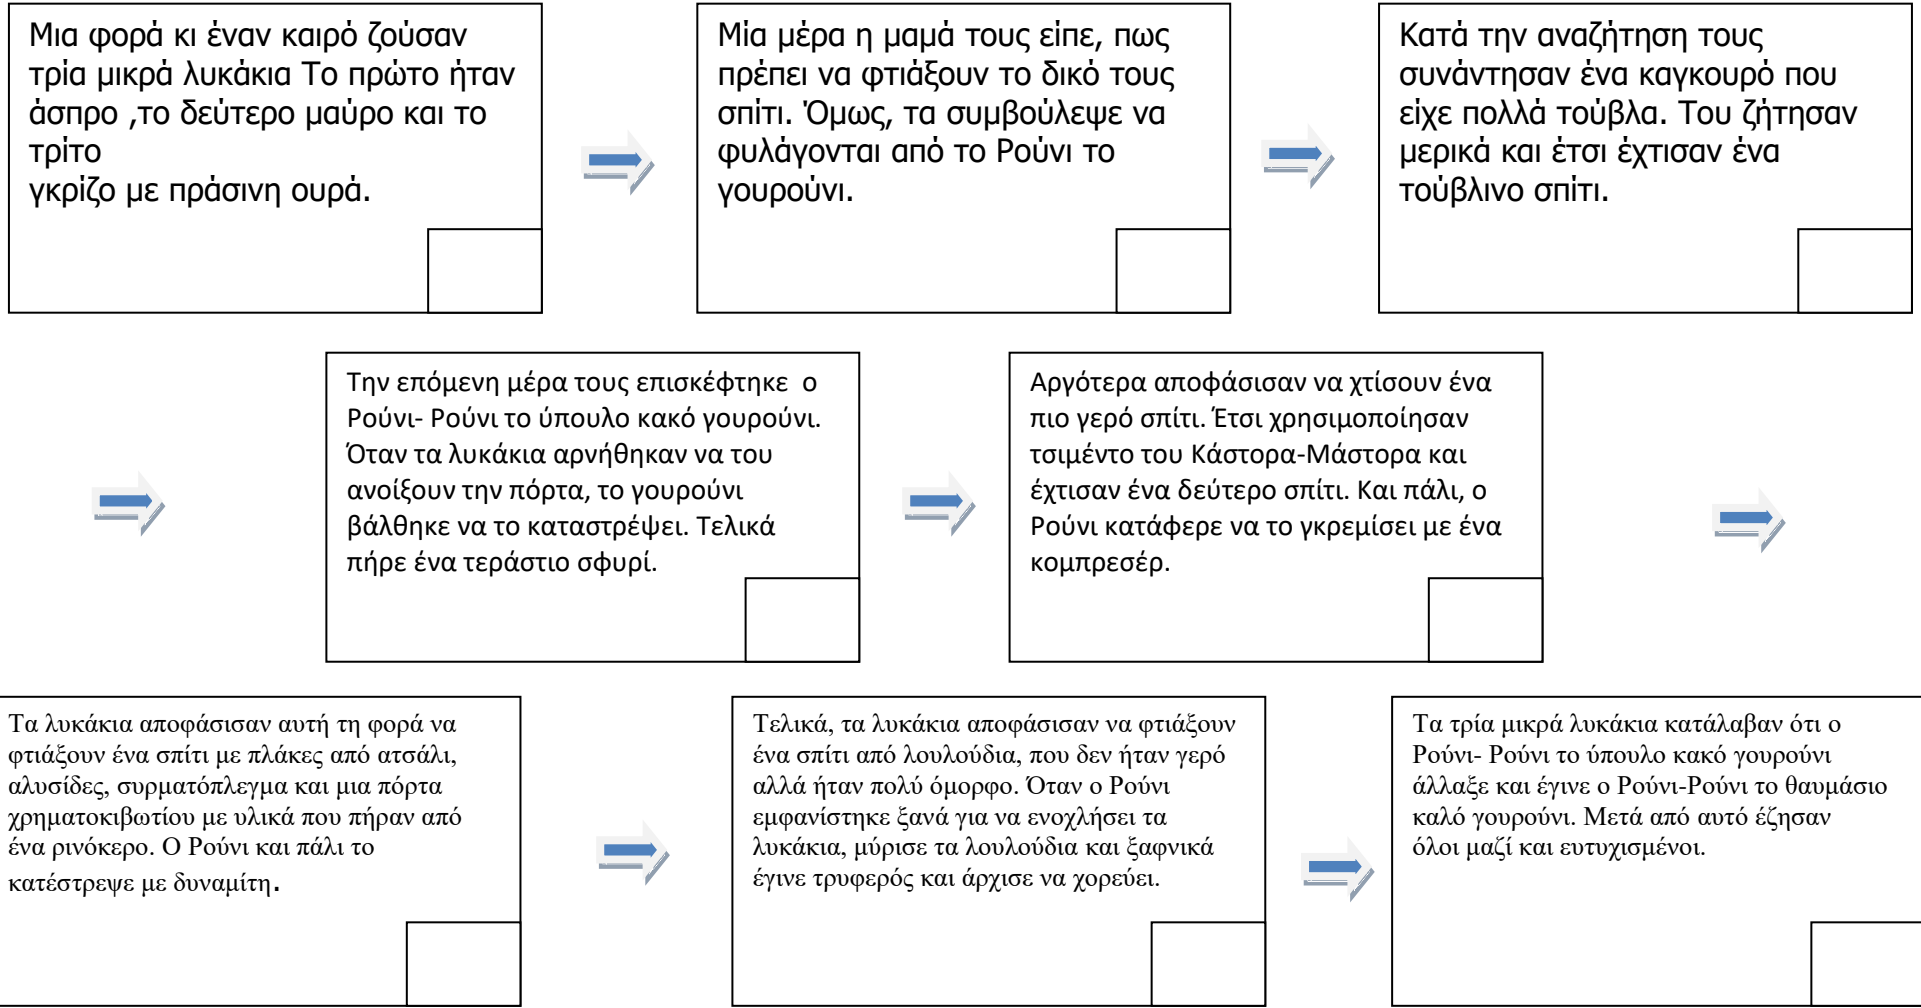 Μια φορά κι έναν καιρό ζούσαν
τρία μικρά λυκάκια Το πρώτο ήταν
άσπρο ,το δεύτερο μαύρο και το
τρίτο
γκρίζο με πράσινη ουρά.
Μία μέρα η μαμά τους είπε, πως
πρέπει να φτιάξουν το δικό τους
σπίτι. Όμως, τα συμβούλεψε να
φυλάγονται από το Ρούνι το
γουρούνι.
Κατά την αναζήτηση τους
συνάντησαν ένα καγκουρό που
είχε πολλά τούβλα. Του ζήτησαν
μερικά και έτσι έχτισαν ένα
τούβλινο σπίτι.
Την επόμενη μέρα τους επισκέφτηκε ο
Ρούνι- Ρούνι το ύπουλο κακό γουρούνι.
Όταν τα λυκάκια αρνήθηκαν να του
ανοίξουν την πόρτα, το γουρούνι
βάλθηκε να το καταστρέψει. Τελικά
πήρε ένα τεράστιο σφυρί.
Αργότερα αποφάσισαν να χτίσουν ένα
πιο γερό σπίτι. Έτσι χρησιμοποίησαν
τσιμέντο του Κάστορα-Μάστορα και
έχτισαν ένα δεύτερο σπίτι. Και πάλι, ο
Ρούνι κατάφερε να το γκρεμίσει με ένα
κομπρεσέρ.
Τα λυκάκια αποφάσισαν αυτή τη φορά να
φτιάξουν ένα σπίτι με πλάκες από ατσάλι,
αλυσίδες, συρματόπλεγμα και μια πόρτα
χρηματοκιβωτίου με υλικά που πήραν από
ένα ρινόκερο. Ο Ρούνι και πάλι το
κατέστρεψε με δυναμίτη.
Τελικά, τα λυκάκια αποφάσισαν να φτιάξουν
ένα σπίτι από λουλούδια, που δεν ήταν γερό
αλλά ήταν πολύ όμορφο. Όταν ο Ρούνι
εμφανίστηκε ξανά για να ενοχλήσει τα
λυκάκια, μύρισε τα λουλούδια και ξαφνικά
έγινε τρυφερός και άρχισε να χορεύει.
Τα τρία μικρά λυκάκια κατάλαβαν ότι ο
Ρούνι- Ρούνι το ύπουλο κακό γουρούνι
άλλαξε και έγινε ο Ρούνι-Ρούνι το θαυμάσιο
καλό γουρούνι. Μετά από αυτό έζησαν
όλοι μαζί και ευτυχισμένοι.